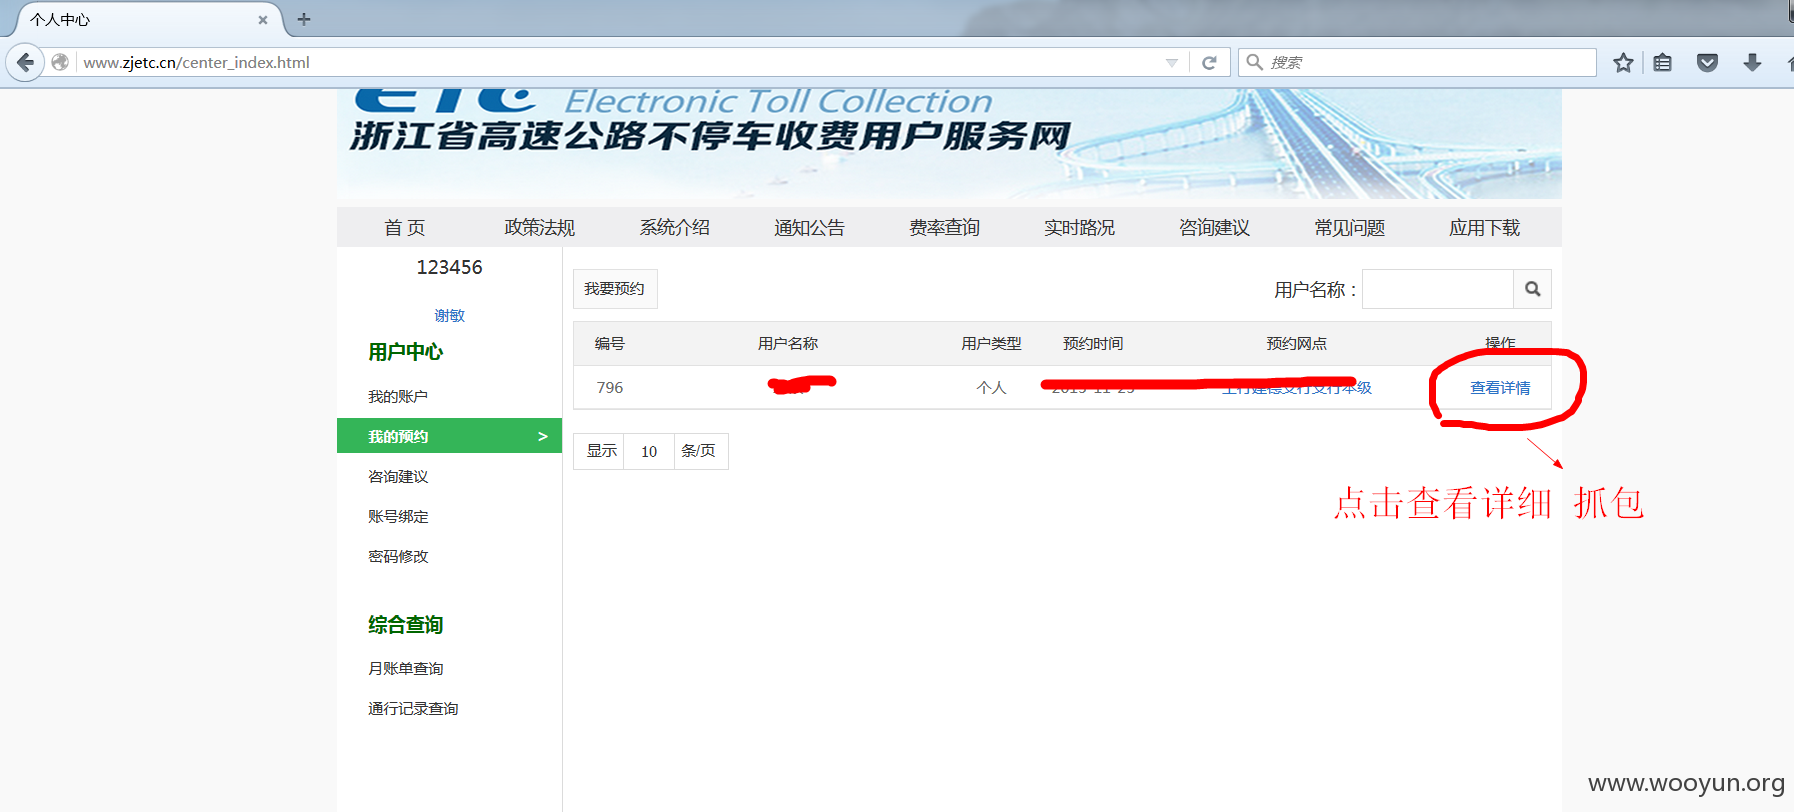 个人中心
www.zjetc.cn/center_index.html
搜索
ETC Electronic Toll Collection
浙江省高速公路不停车收费用户服务网
首 页 政策法规 系统介绍 通知公告 费率查询 实时路况 咨询建议 常见问题 应用下载
123456
谢敏
用户中心
我的账户
我的预约 >
咨询建议
账号绑定
密码修改
综合查询
月账单查询
通行记录查询
我要预约
用户名称：
编号 用户名称 用户类型 预约时间 预约网点 操作
796 个人 查看详情
显示 10 条/页
点击查看详细 抓包
www.wooyun.org